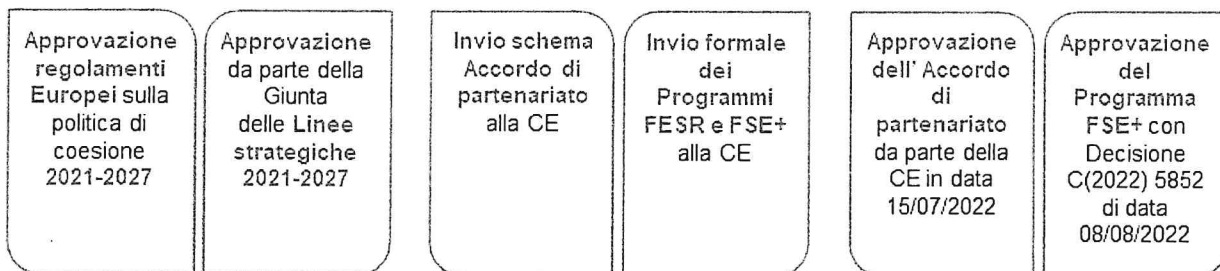 Approvazione
regolamenti
Europei sulla
politica di
coesione
2021-2027
Approvazione
da parte della
Giunta
delle Linee
strategiche
2021-2027
Invio schema
Accordo di
partenariato
alla CE
Invio formale
dei
Programmi
FESR e FSE+
alla CE
Approvazione
dell' Accordo
di
partenariato
da parte della
CE in data
15/07/2022
Approvazione
del
Programma
FSE+ con
Decisione
C(2022) 5852
di data
08/08/2022